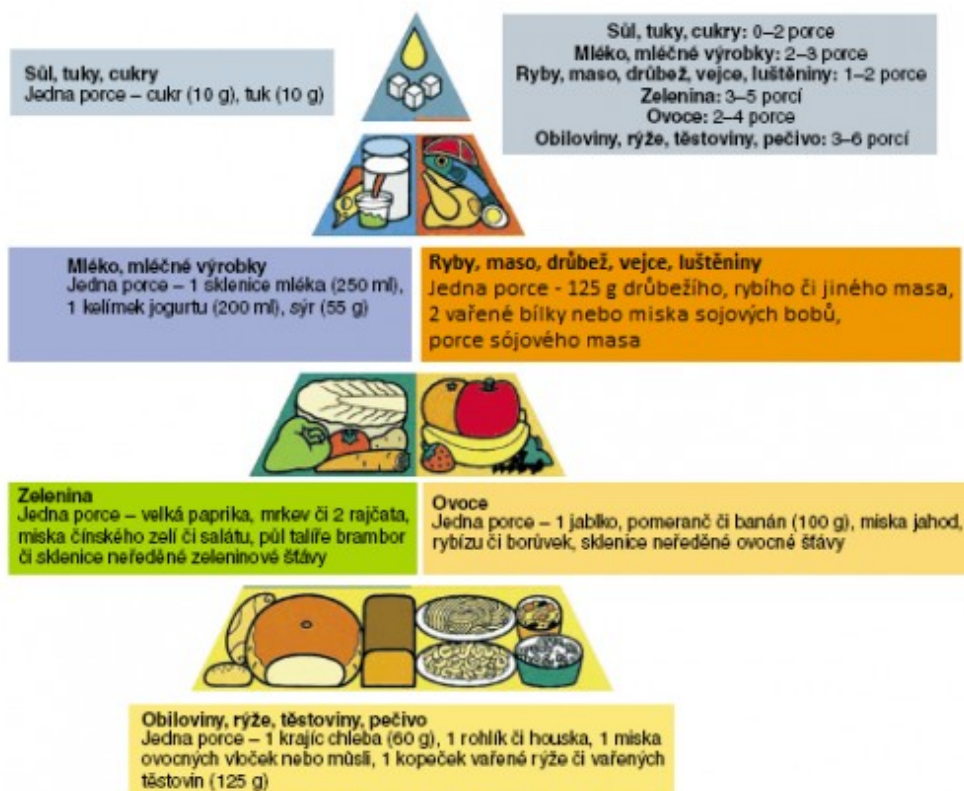 Sůl, tuky, cukry
Jedna porce – cukr (10 g), tuk (10 g)
Sůl, tuky, cukry: 0–2 porce
Mléko, mléčné výrobky: 2–3 porce
Ryby, maso, drůbež, vejce, luštěniny: 1–2 porce
Zelenina: 3–5 porcí
Ovoce: 2–4 porce
Obiloviny, rýže, těstoviny, pečivo: 3–6 porcí
Mléko, mléčné výrobky
Jedna porce – 1 sklenice mléka (250 ml),
1 kelímek jogurtu (200 ml), sýr (55 g)
Ryby, maso, drůbež, vejce, luštěniny
Jedna porce - 125 g drůbežího, rybího či jiného masa,
2 vařené bílky nebo miska sojových bobů,
porce sójového masa
Zelenina
Jedna porce – velká paprika, mrkev či 2 rajčata,
miska čínského zelí či salátu, půl talíře brambor
či sklenice neředěné zeleninové šťávy
Ovoce
Jedna porce – 1 jablko, pomeranč či banán (100 g), miska jahod,
rybízu či borůvek, sklenice neředěné ovocné šťávy
Obiloviny, rýže, těstoviny, pečivo
Jedna porce – 1 krajíc chleba (60 g), 1 rohlík či houska, 1 miska
ovocných vloček nebo müsli, 1 kopeček vařené rýže či vařených
těstovin (125 g)